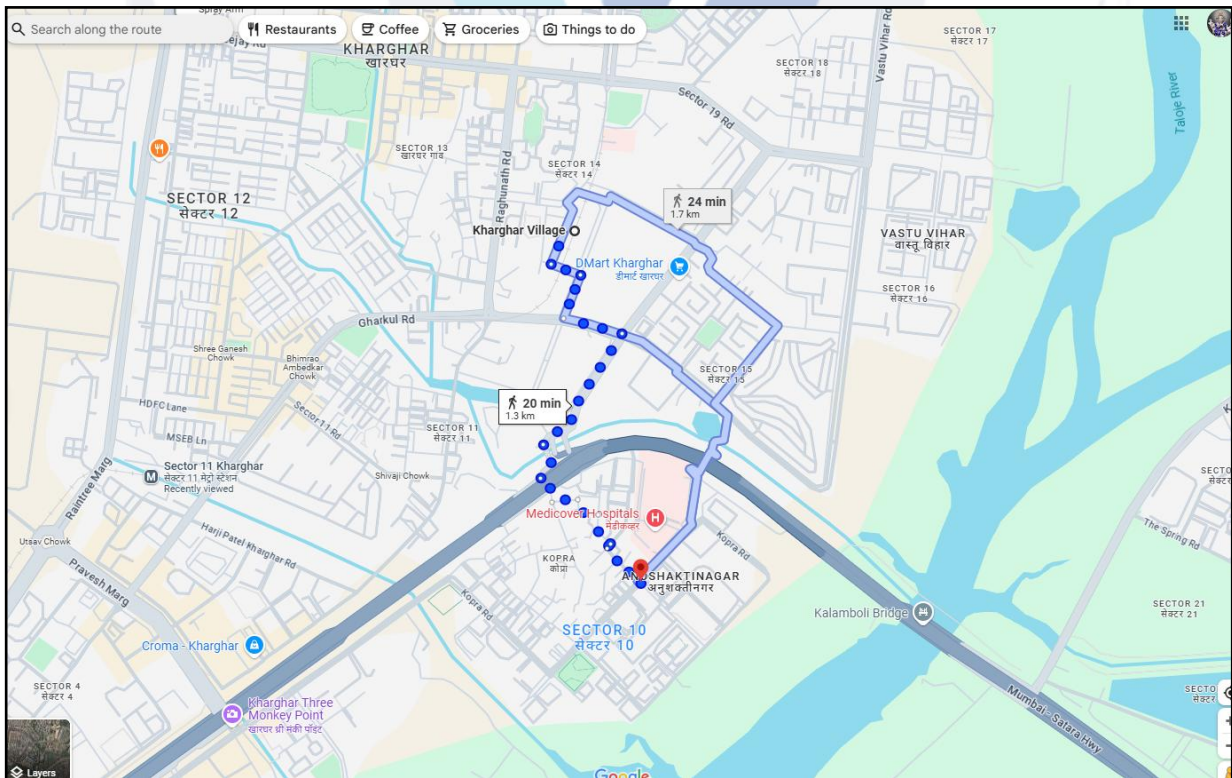 Search along the route
Restaurants
Coffee
Groceries
Things to do
KHARGHAR
खारघर
SECTOR 17
सेक्टर 17
SECTOR 18
सेक्टर 18
Vastu Vihar Rd
Taloje River
Sector 19 Rd
SECTOR 13
खारघर गाव
SECTOR 14
सेक्टर 14
Raghunath Rd
SECTOR 12
सेक्टर 12
24 min
1.7 km
Kharghar Village
VASTU VIHAR
वास्तू विहार
DMart Kharghar
डीमार्ट खारघर
SECTOR 16
सेक्टर 16
Gharkul Rd
Shree Ganesh
Chowk
Bhimrao
Ambedkar
Chowk
SECTOR 15
सेक्टर 15
20 min
1.3 km
HDFC Lane
Sector 11 Rd
MSEB Ln
SECTOR 11
सेक्टर 11
Sector 11 Kharghar
सेक्टर 11 मेट्रो स्टेशन
Recently viewed
Shivaji Chowk
Raintree Marg
Medicover Hospitals
मेडीकव्हर
The Spring Rd
Utsav Chowk
Harji Patel Kharghar Rd
KOPRA
कोप्रा
Kopra Rd
Pravesh Marg
ANUSHAKTINAGAR
अनुशक्तीनगर
Kopra Rd
Kalamboli Bridge
SECTOR 21
सेक्टर 21
SECTOR 10
सेक्टर 10
Croma - Kharghar
SECTOR 4
सेक्टर 4
Kharghar Three
Monkey Point
खारघर थ्री मंकी पॉइंट
Mumbai - Satara Hwy
Layers
Google